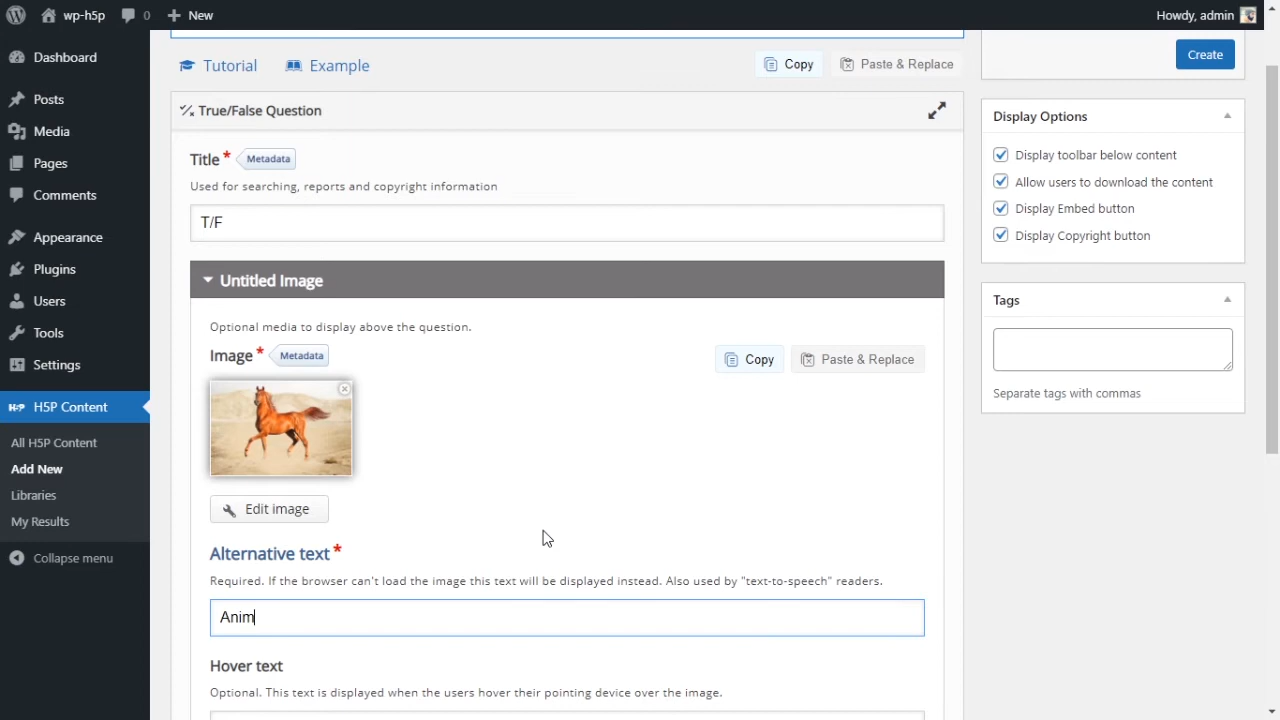 wp-h5p 0 New Howdy, admin
Tutorial Example Copy Paste & Replace
Create
Dashboard
Posts
Media
Pages
Comments
Appearance
Plugins
Users
Tools
Settings
H5P H5P Content
All H5P Content
Add New
Libraries
My Results
Collapse menu
True/False Question
Title * Metadata
Used for searching, reports and copyright information
T/F
Untitled Image
Optional media to display above the question.
Image * Metadata Copy Paste & Replace
Edit image
Alternative text *
Required. If the browser can't load the image this text will be displayed instead. Also used by "text-to-speech" readers.
Anim
Hover text
Optional. This text is displayed when the users hover their pointing device over the image.
Display Options
Display toolbar below content
Allow users to download the content
Display Embed button
Display Copyright button
Tags
Separate tags with commas